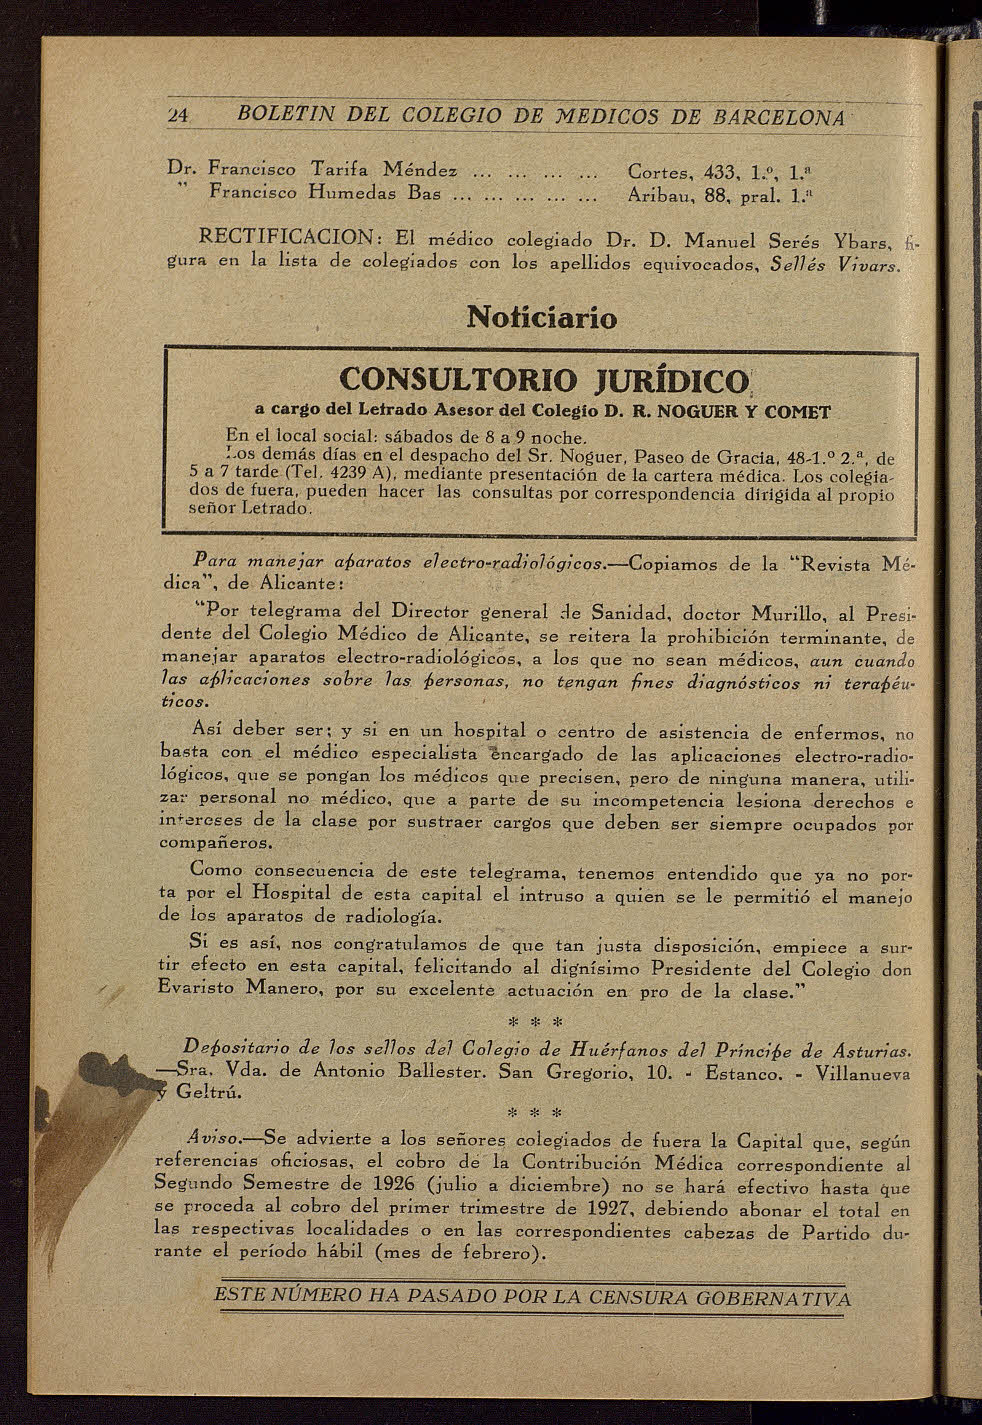 24 BOLETIN DEL COLEGIO DE MEDICOS DE BARCELONA
Dr. Francisco Tarifa Méndez ... ... ... ... Cortes, 433, 1.º, 1.ª
" Francisco Humedas Bas ... ... ... ... ... Aribau, 88, pral. 1.ª
RECTIFICACION: El médico colegiado Dr. D. Manuel Serés Ybars, fi-
gura en la lista de colegiados con los apellidos equivocados, Sellés Vivars.
Noticiario
CONSULTORIO JURÍDICO
a cargo del Letrado Asesor del Colegio D. R. NOGUER Y COMET
En el local social: sábados de 8 a 9 noche.
Los demás días en el despacho del Sr. Noguer, Paseo de Gracia, 48-1.º 2.ª, de
5 a 7 tarde (Tel. 4239 A), mediante presentación de la cartera médica. Los colegia-
dos de fuera, pueden hacer las consultas por correspondencia dirigida al propio
señor Letrado.
Para manejar aparatos electro-radiológicos.—Copiamos de la "Revista Mé-
dica", de Alicante:
"Por telegrama del Director general de Sanidad, doctor Murillo, al Presi-
dente del Colegio Médico de Alicante, se reitera la prohibición terminante, de
manejar aparatos electro-radiológicos, a los que no sean médicos, aun cuando
las aplicaciones sobre las personas, no tengan fines diagnósticos ni terapéu-
ticos.
Así deber ser; y si en un hospital o centro de asistencia de enfermos, no
basta con el médico especialista encargado de las aplicaciones electro-radio-
lógicos, que se pongan los médicos que precisen, pero de ninguna manera, utili-
zar personal no médico, que a parte de su incompetencia lesiona derechos e
intereses de la clase por sustraer cargos que deben ser siempre ocupados por
compañeros.
Como consecuencia de este telegrama, tenemos entendido que ya no por-
ta por el Hospital de esta capital el intruso a quien se le permitió el manejo
de los aparatos de radiología.
Si es así, nos congratulamos de que tan justa disposición, empiece a sur-
tir efecto en esta capital, felicitando al dignísimo Presidente del Colegio don
Evaristo Manero, por su excelente actuación en pro de la clase."
* * *
Depositario de los sellos del Colegio de Huérfanos del Príncipe de Asturias.
—Sra. Vda. de Antonio Ballester. San Gregorio, 10. - Estanco. - Villanueva
y Geltrú.
* * *
Aviso.—Se advierte a los señores colegiados de fuera la Capital que, según
referencias oficiosas, el cobro de la Contribución Médica correspondiente al
Segundo Semestre de 1926 (julio a diciembre) no se hará efectivo hasta que
se proceda al cobro del primer trimestre de 1927, debiendo abonar el total en
las respectivas localidades o en las correspondientes cabezas de Partido du-
rante el período hábil (mes de febrero).
ESTE NÚMERO HA PASADO POR LA CENSURA GOBERNATIVA